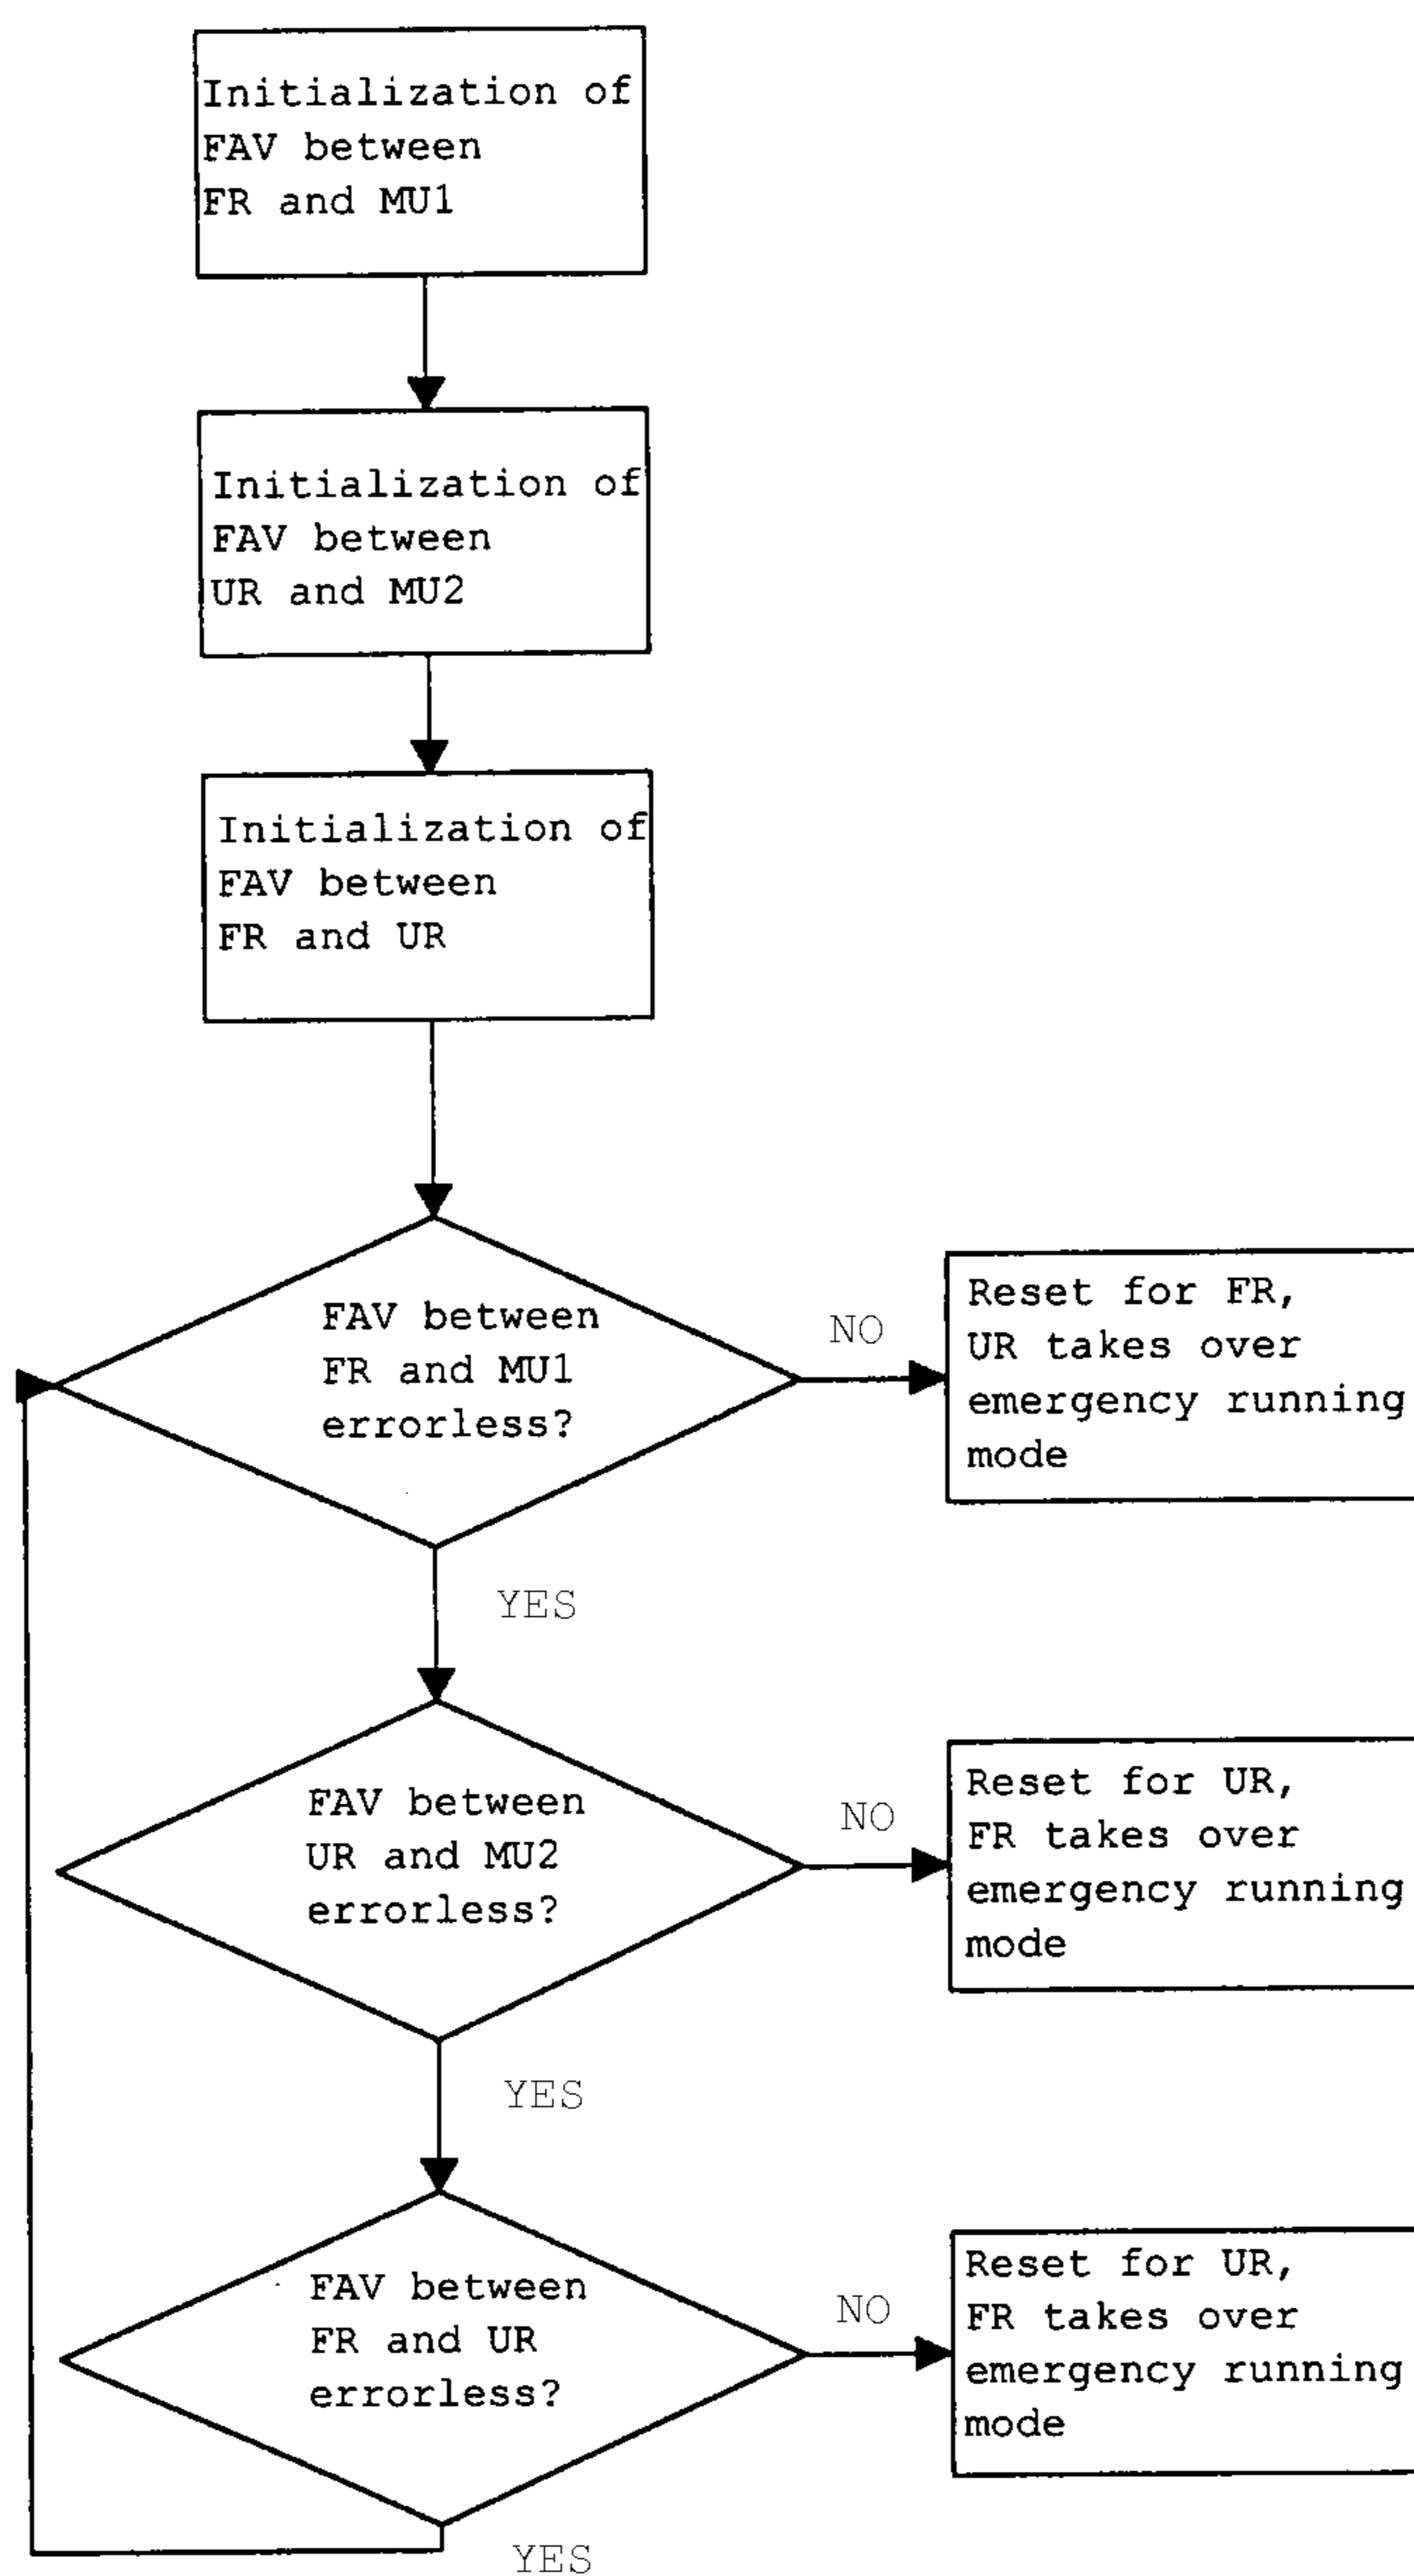 Initialization of
FAV between
FR and MU1
Initialization of
FAV between
UR and MU2
Initialization of
FAV between
FR and UR
FAV between
FR and MU1
errorless?
NO
Reset for FR,
UR takes over
emergency running
mode
YES
FAV between
UR and MU2
errorless?
NO
Reset for UR,
FR takes over
emergency running
mode
YES
FAV between
FR and UR
errorless?
NO
Reset for UR,
FR takes over
emergency running
mode
YES